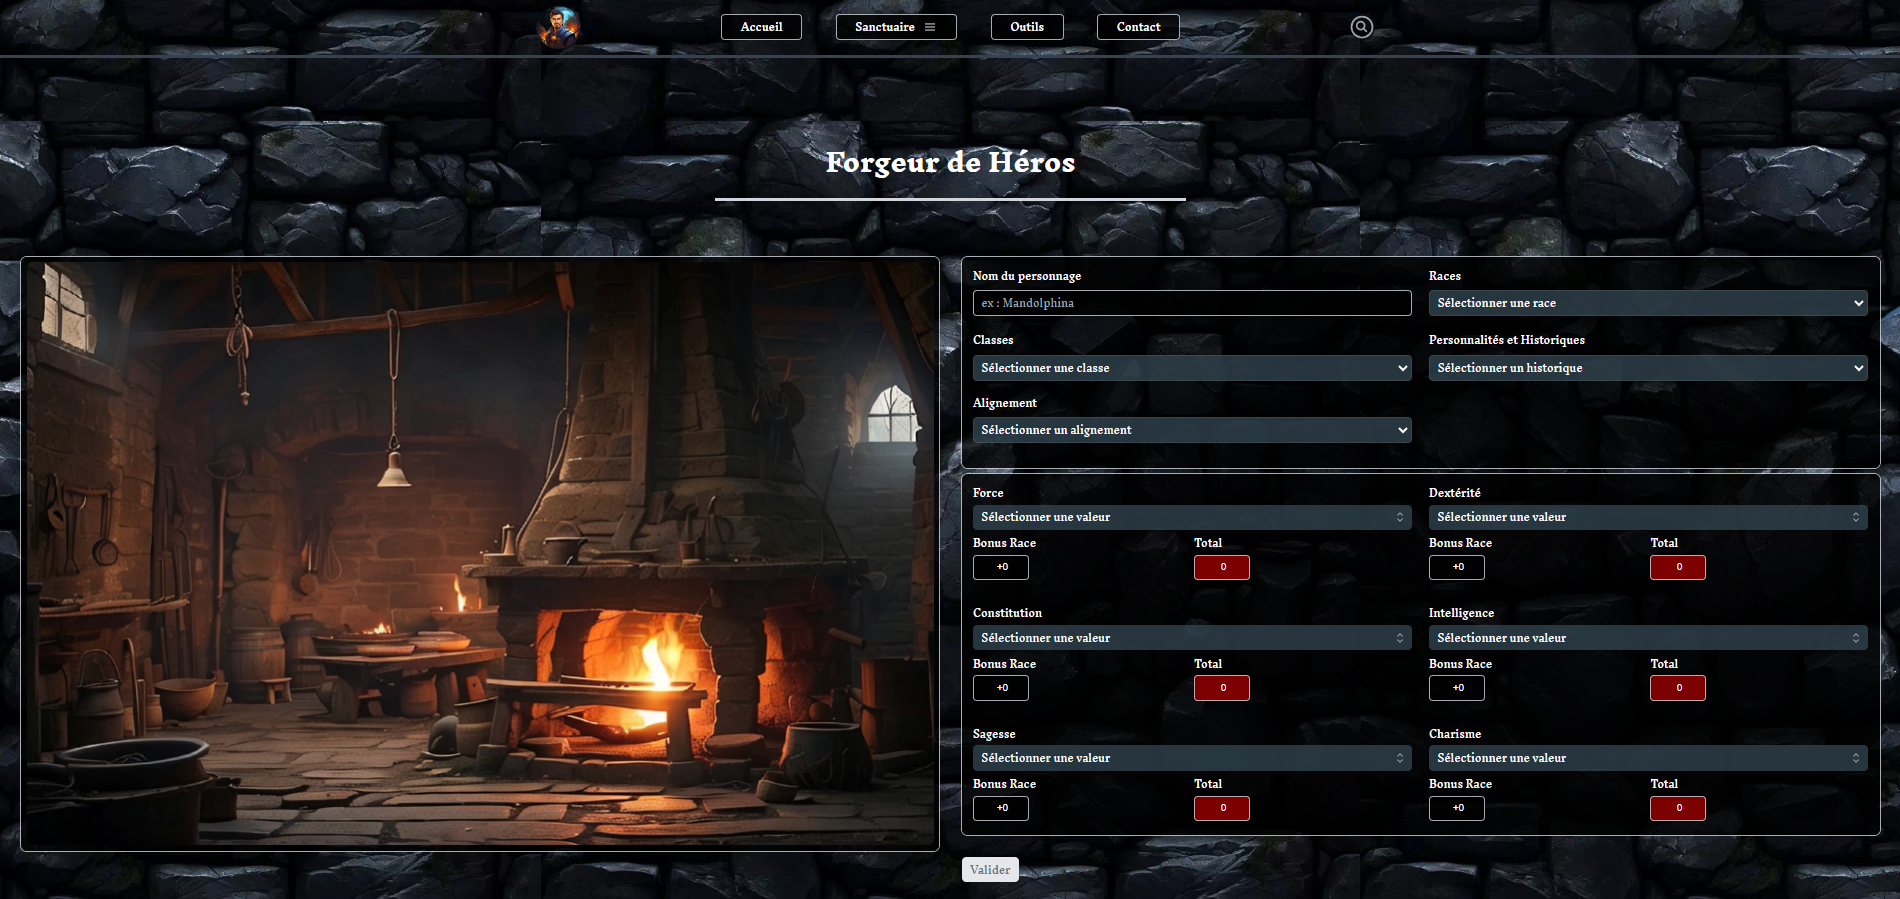 Accueil
Sanctuaire
Outils
Contact
Forgeur de Héros
Nom du personnage
ex : Mandolphina
Races
Sélectionner une race
Classes
Sélectionner une classe
Personnalités et Historiques
Sélectionner un historique
Alignement
Sélectionner un alignement
Force
Sélectionner une valeur
Bonus Race
Total
+0
0
Dextérité
Sélectionner une valeur
Bonus Race
Total
+0
0
Constitution
Sélectionner une valeur
Bonus Race
Total
+0
0
Intelligence
Sélectionner une valeur
Bonus Race
Total
+0
0
Sagesse
Sélectionner une valeur
Bonus Race
Total
+0
0
Charisme
Sélectionner une valeur
Bonus Race
Total
+0
0
Valider